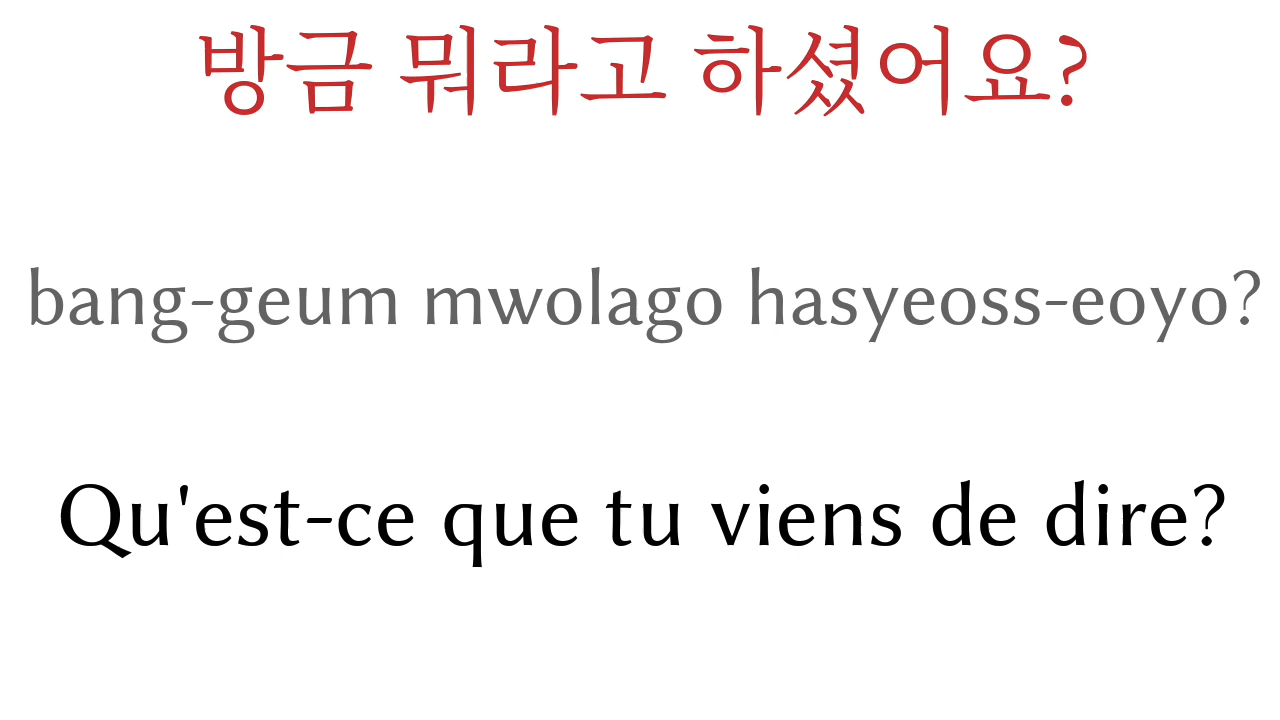 방금 뭐라고 하셨어요?
bang-geum mwolago hasyeoss-eoyo?
Qu'est-ce que tu viens de dire?